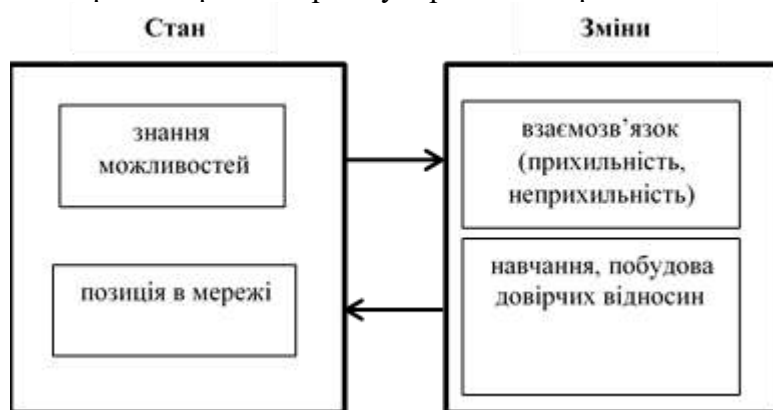 Стан
Зміни
знання
можливостей
взаємозв’язок
(прихильність,
неприхильність)
позиція в мережі
навчання, побудова
довірчих відносин